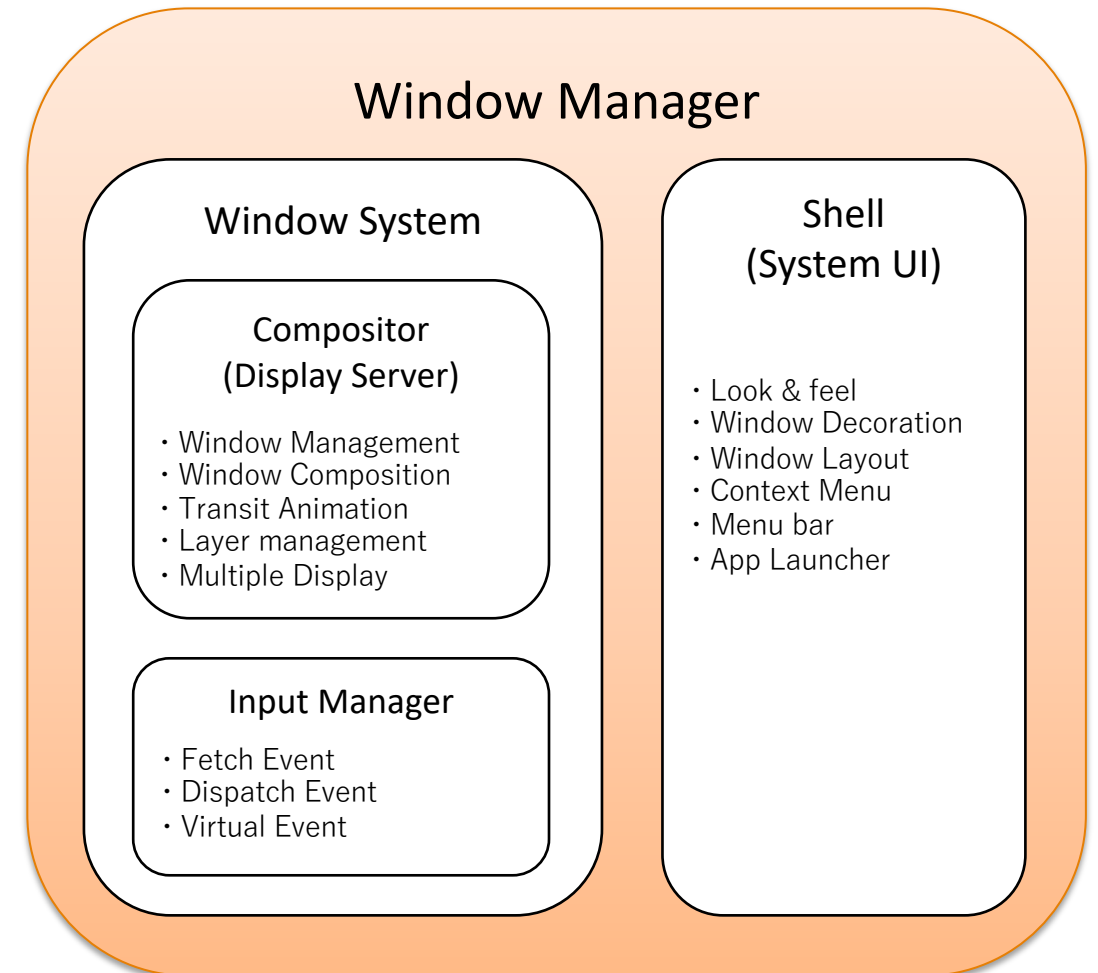 Window Manager
Window System
Compositor
(Display Server)
・Window Management
・Window Composition
・Transit Animation
・Layer management
・Multiple Display
Input Manager
・Fetch Event
・Dispatch Event
・Virtual Event
Shell
(System UI)
・Look & feel
・Window Decoration
・Window Layout
・Context Menu
・Menu bar
・App Launcher